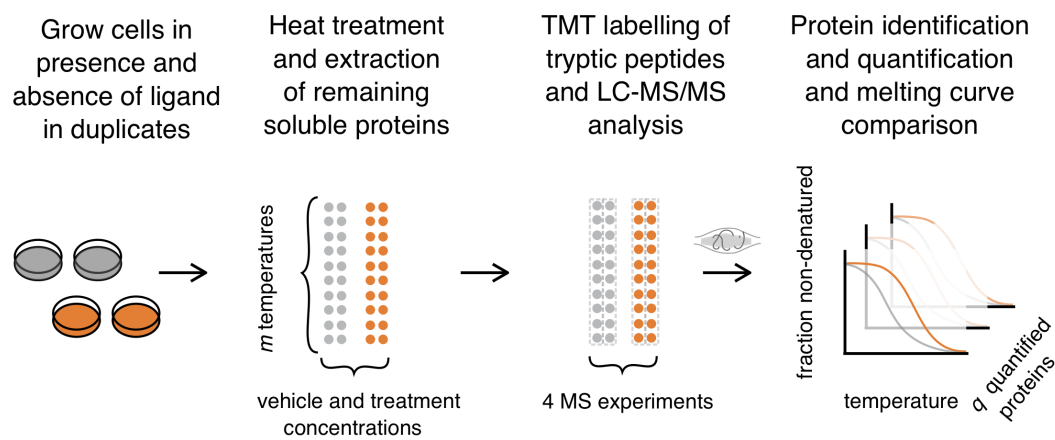 Grow cells in
presence and
absence of ligand
in duplicates
Heat treatment
and extraction
of remaining
soluble proteins
TMT labelling of
tryptic peptides
and LC-MS/MS
analysis
Protein identification
and quantification
and melting curve
comparison
m temperatures
vehicle and treatment
concentrations
4 MS experiments
fraction non-denatured
temperature
q quantified
proteins